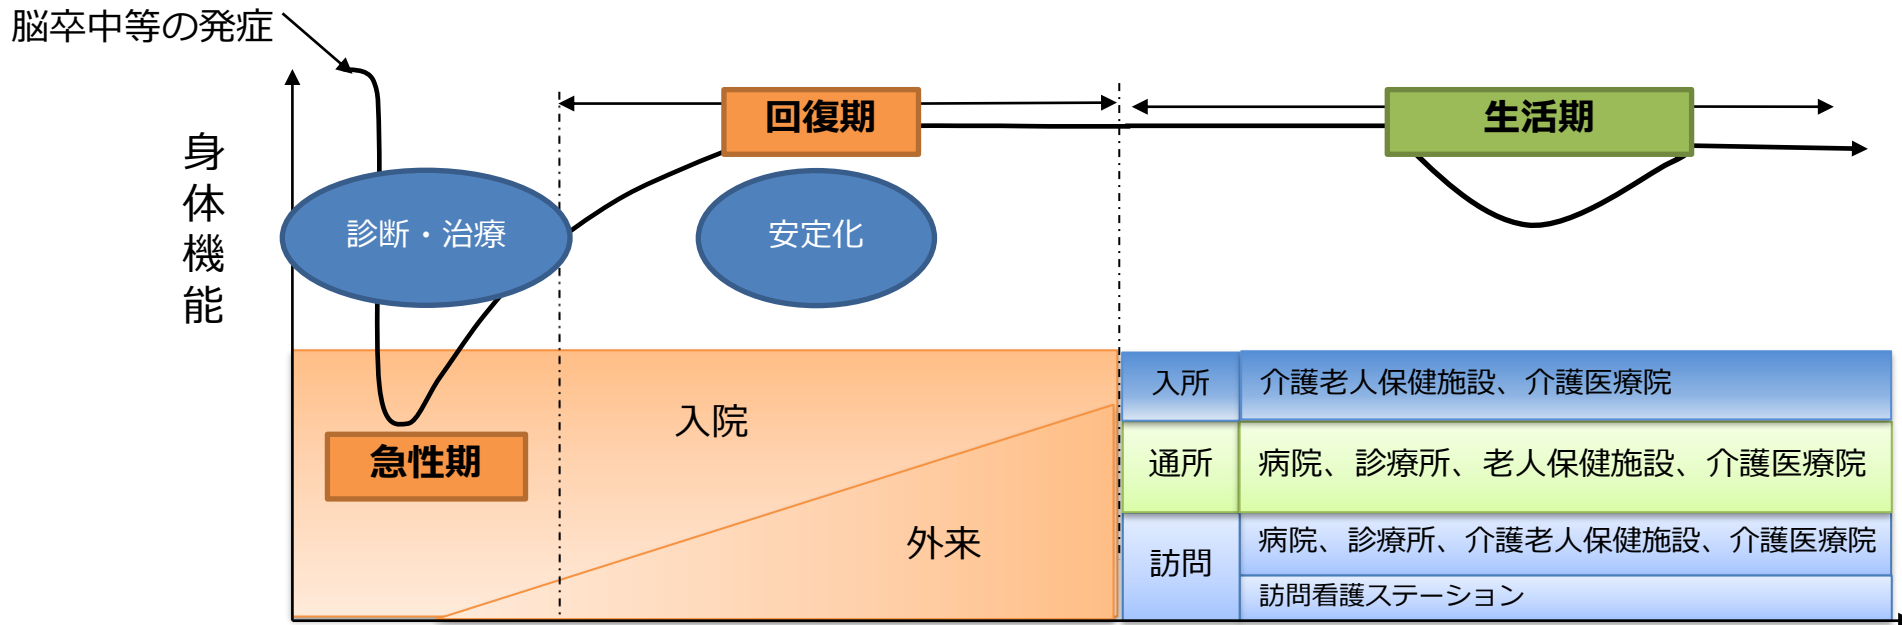 脳卒中等の発症
身体機能
回復期
生活期
診断・治療
安定化
急性期
入院
外来
入所
介護老人保健施設、介護医療院
通所
病院、診療所、老人保健施設、介護医療院
訪問
病院、診療所、介護老人保健施設、介護医療院
訪問看護ステーション